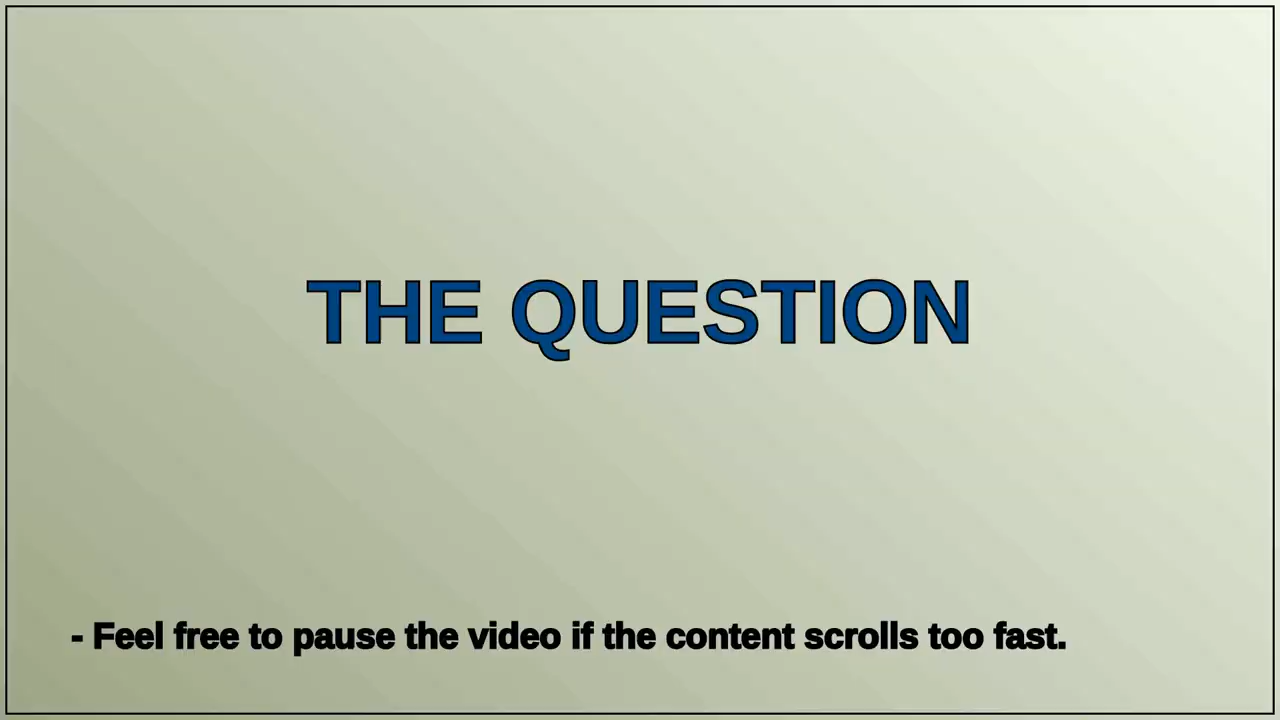 THE QUESTION
- Feel free to pause the video if the content scrolls too fast.